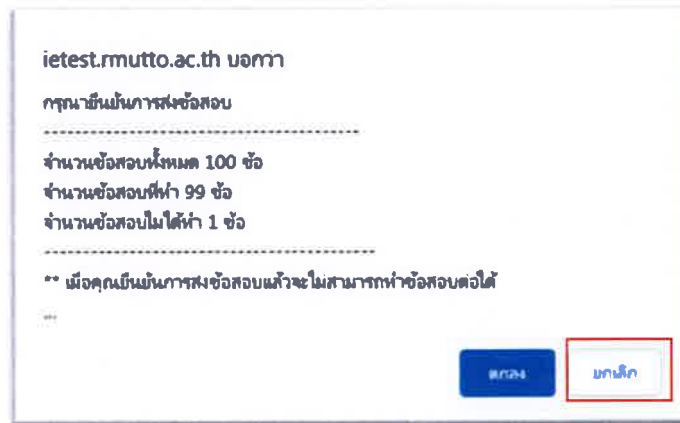 ietest.rmutto.ac.th บอกว่า
กรุณายืนยันการส่งข้อสอบ
----------------------------------------
จำนวนข้อสอบทั้งหมด 100 ข้อ
จำนวนข้อสอบที่ทำ 99 ข้อ
จำนวนข้อสอบไม่ได้ทำ 1 ข้อ
------------------------------------------
** เมื่อคุณยืนยันการส่งข้อสอบแล้วจะไม่สามารถทำข้อสอบต่อได้
ตกลง ยกเลิก